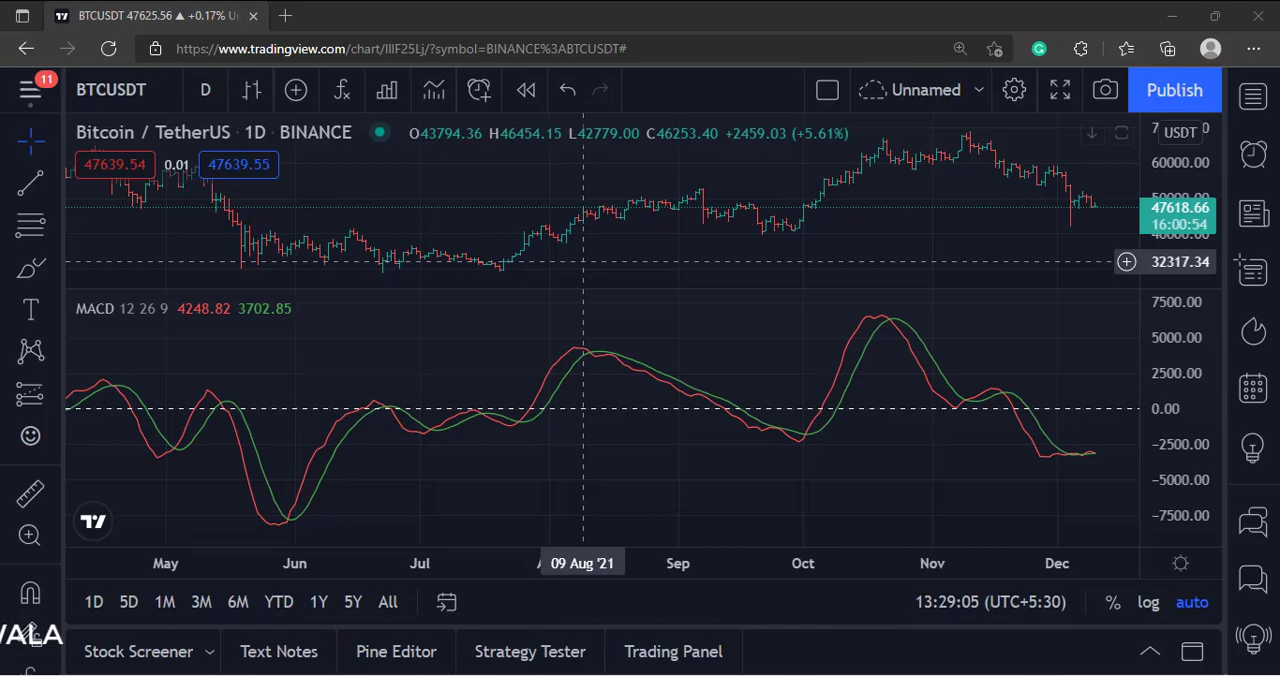 BTCUSDT 47625.56 ▲ +0.17% U
https://www.tradingview.com/chart/IIIF25Lj/?symbol=BINANCE%3ABTCUSDT#
11
BTCUSDT D Unnamed Publish
Bitcoin / TetherUS · 1D · BINANCE O43794.36 H46454.15 L42779.00 C46253.40 +2459.03 (+5.61%)
USDT
47639.54 0.01 47639.55
60000.00
47618.66
16:00:54
40000.00
32317.34
MACD 12 26 9 4248.82 3702.85
7500.00
5000.00
2500.00
0.00
−2500.00
−5000.00
−7500.00
May Jun Jul 09 Aug '21 Sep Oct Nov Dec
1D 5D 1M 3M 6M YTD 1Y 5Y All 13:29:05 (UTC+5:30) % log auto
WALA
Stock Screener Text Notes Pine Editor Strategy Tester Trading Panel